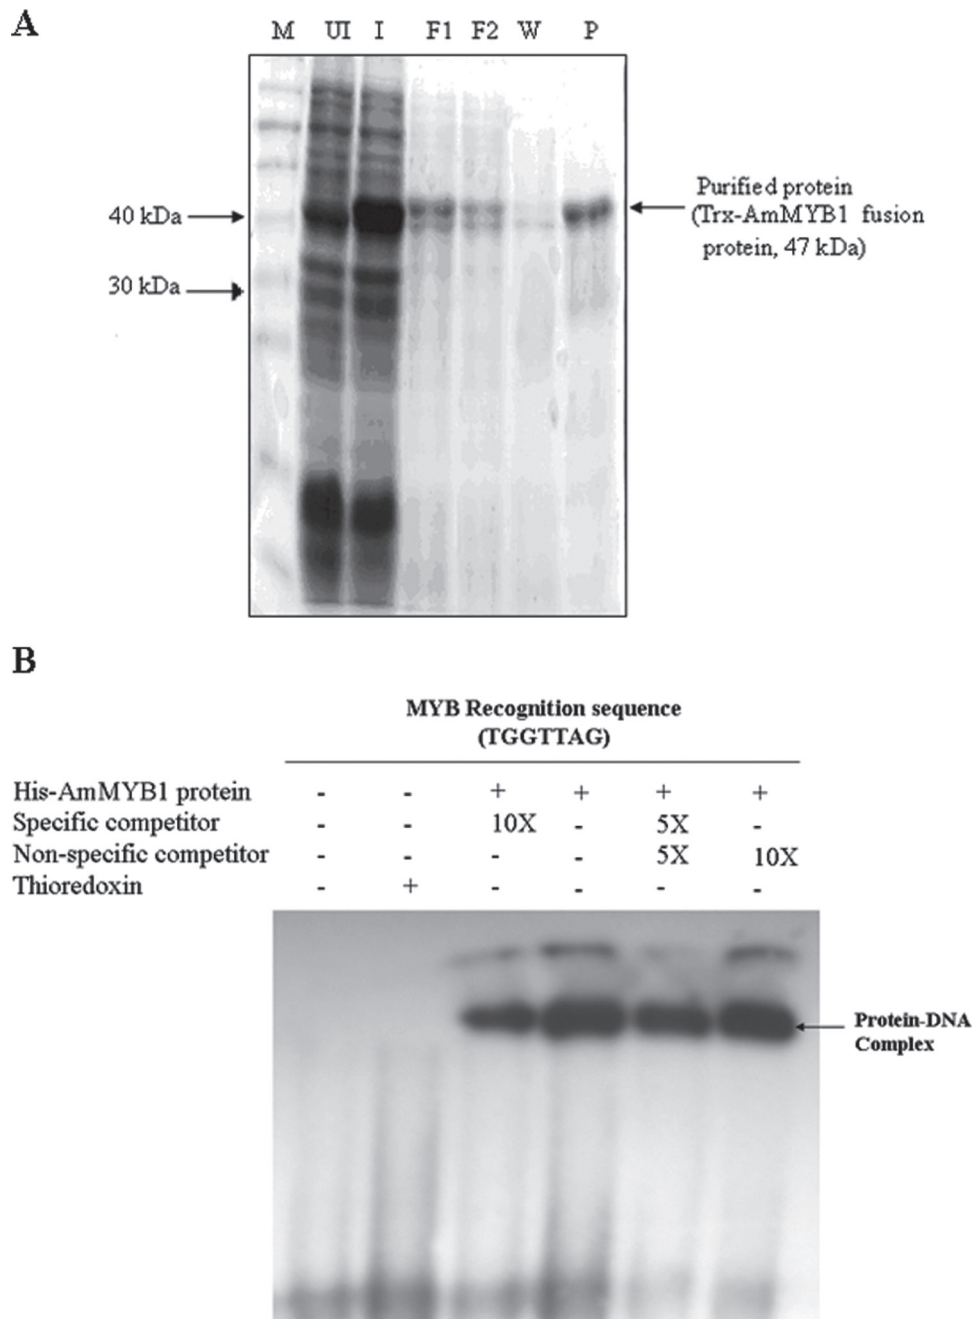 A
M UI I F1 F2 W P
40 kDa
30 kDa
Purified protein
(Trx-AmMYB1 fusion
protein, 47 kDa)
B
MYB Recognition sequence
(TGGTTAG)
His-AmMYB1 protein - - + + + +
Specific competitor - - 10X - 5X -
Non-specific competitor - - - - 5X 10X
Thioredoxin - + - - - -
Protein-DNA
Complex